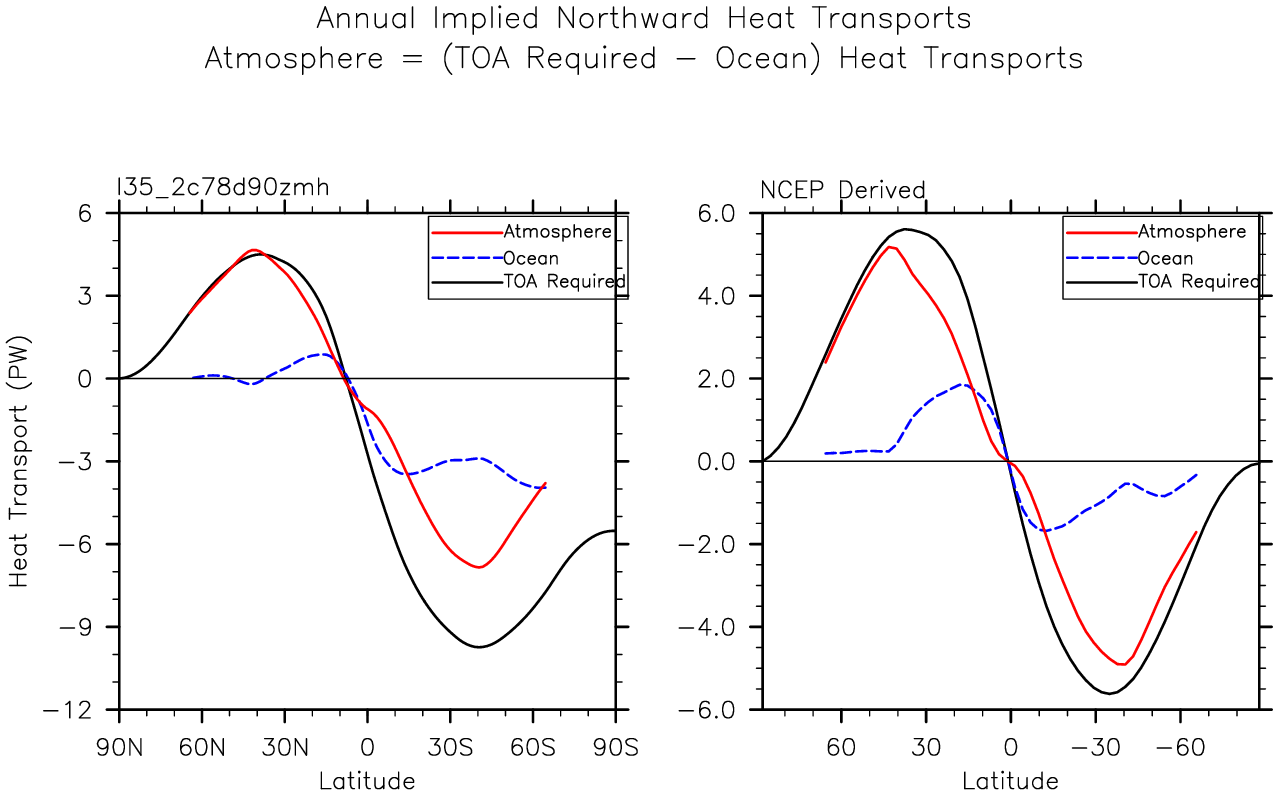 Annual Implied Northward Heat Transports
Atmosphere = (TOA Required − Ocean) Heat Transports
I35_2c78d90zmh
Atmosphere
Ocean
TOA Required
6
3
0
−3
−6
−9
−12
Heat Transport (PW)
90N 60N 30N 0 30S 60S 90S
Latitude
NCEP Derived
Atmosphere
Ocean
TOA Required
6.0
4.0
2.0
0.0
−2.0
−4.0
−6.0
60 30 0 −30 −60
Latitude